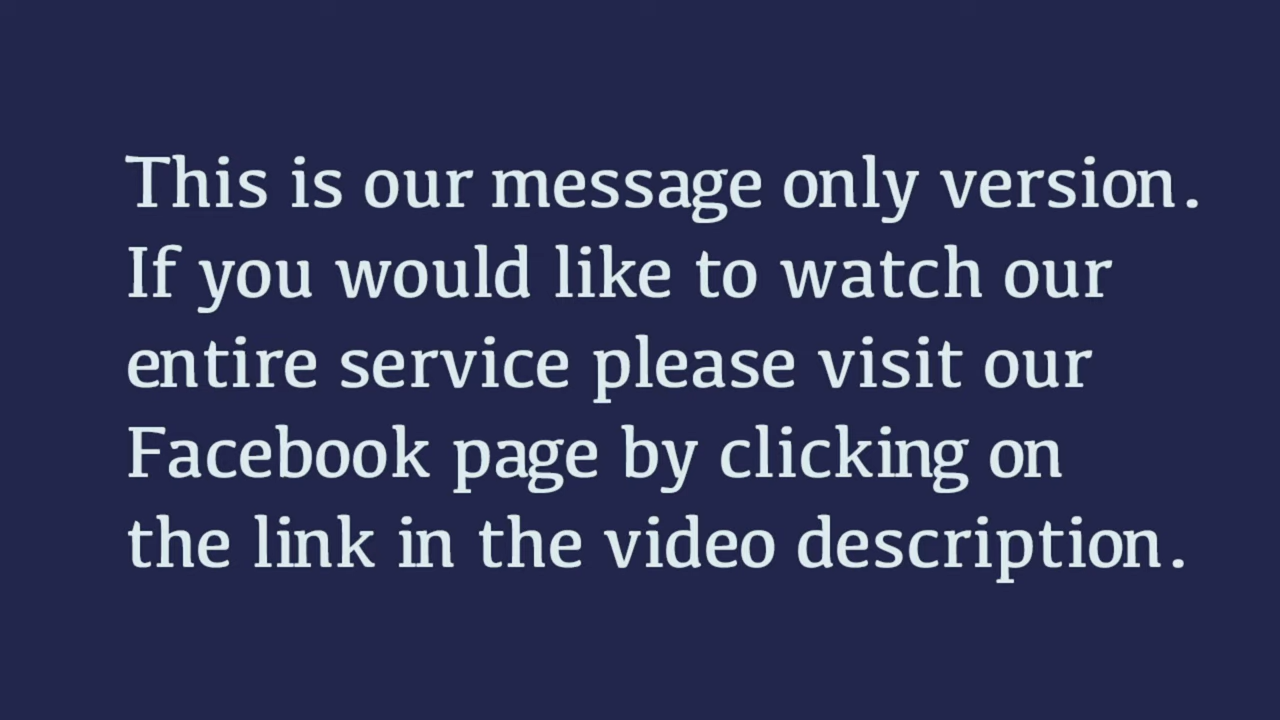 This is our message only version.
If you would like to watch our
entire service please visit our
Facebook page by clicking on
the link in the video description.